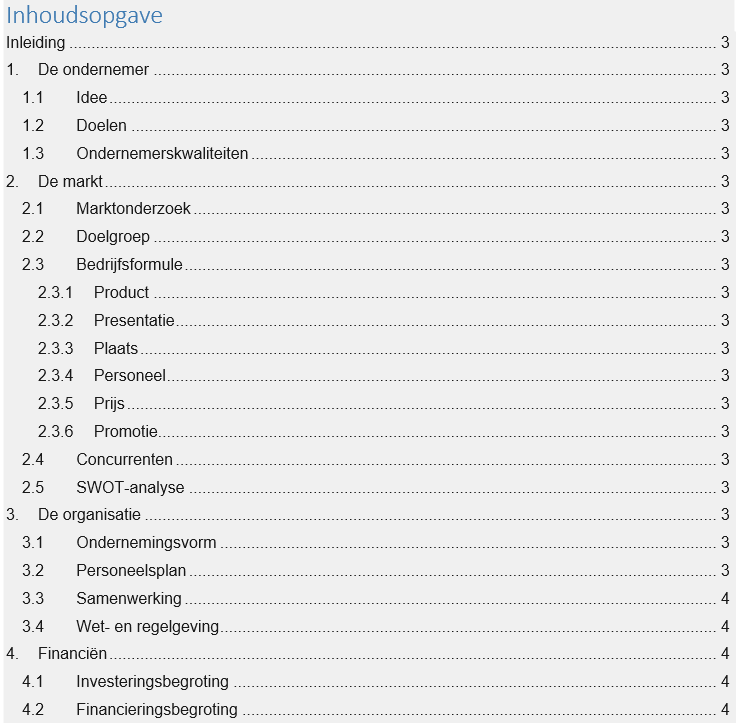 Inhoudsopgave
Inleiding 3
1. De ondernemer 3
1.1 Idee 3
1.2 Doelen 3
1.3 Ondernemerskwaliteiten 3
2. De markt 3
2.1 Marktonderzoek 3
2.2 Doelgroep 3
2.3 Bedrijfsformule 3
2.3.1 Product 3
2.3.2 Presentatie 3
2.3.3 Plaats 3
2.3.4 Personeel 3
2.3.5 Prijs 3
2.3.6 Promotie 3
2.4 Concurrenten 3
2.5 SWOT-analyse 3
3. De organisatie 3
3.1 Ondernemingsvorm 3
3.2 Personeelsplan 3
3.3 Samenwerking 4
3.4 Wet- en regelgeving 4
4. Financiën 4
4.1 Investeringsbegroting 4
4.2 Financieringsbegroting 4